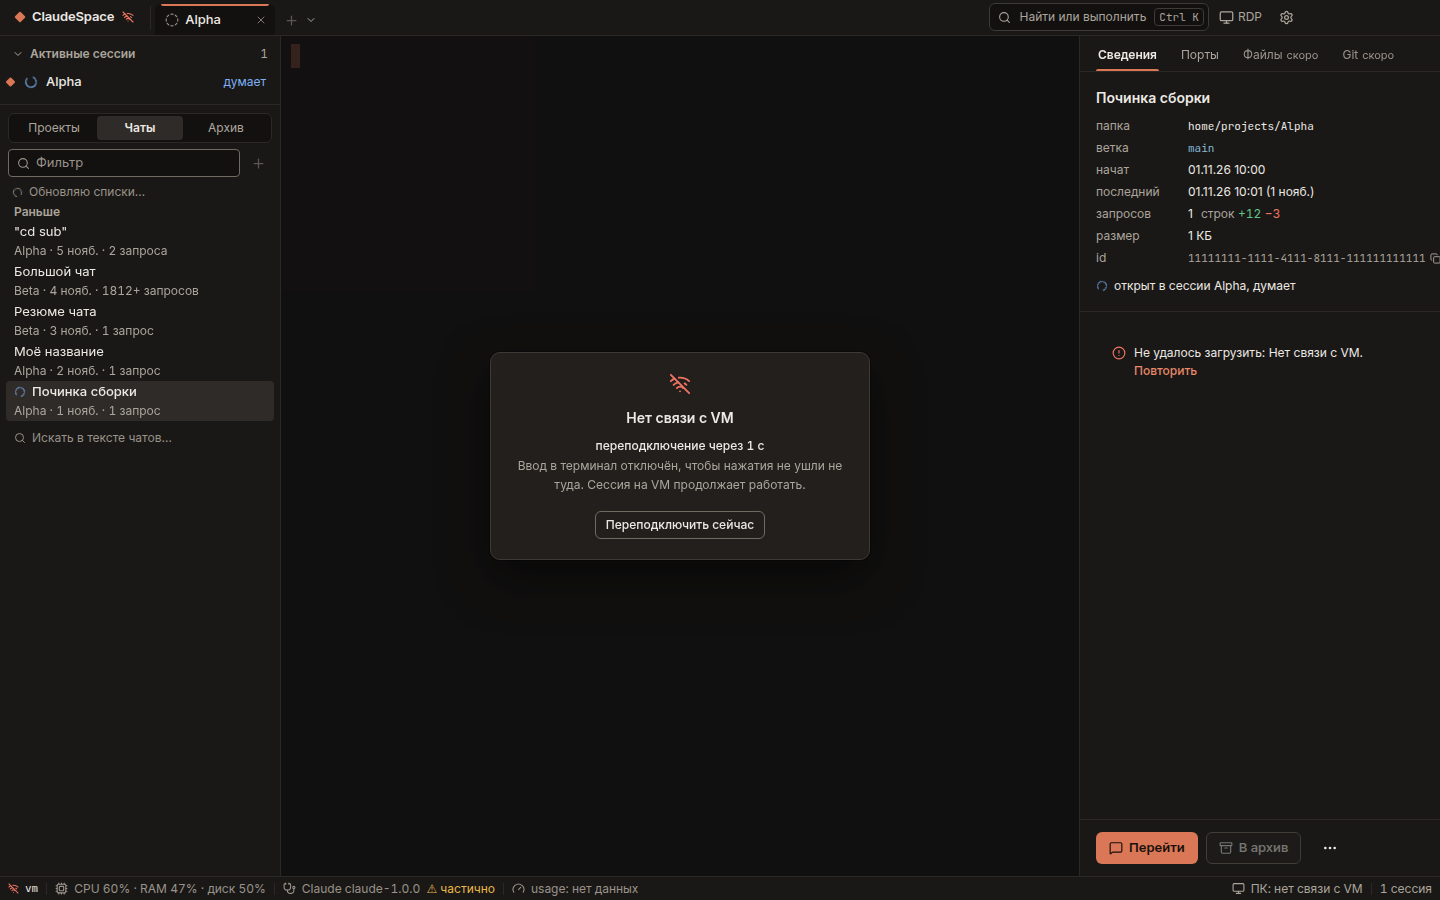 ClaudeSpace
Alpha
Найти или выполнить Ctrl K
RDP
Активные сессии 1
Alpha думает
Проекты Чаты Архив
Фильтр
Обновляю списки...
Раньше
"cd sub"
Alpha · 5 нояб. · 2 запроса
Большой чат
Beta · 4 нояб. · 1812+ запросов
Резюме чата
Beta · 3 нояб. · 1 запрос
Моё название
Alpha · 2 нояб. · 1 запрос
Починка сборки
Alpha · 1 нояб. · 1 запрос
Искать в тексте чатов...
Нет связи с VM
переподключение через 1 с
Ввод в терминал отключён, чтобы нажатия не ушли не
туда. Сессия на VM продолжает работать.
Переподключить сейчас
Сведения Порты Файлы скоро Git скоро
Починка сборки
папка home/projects/Alpha
ветка main
начат 01.11.26 10:00
последний 01.11.26 10:01 (1 нояб.)
запросов 1 строк +12 −3
размер 1 КБ
id 11111111-1111-4111-8111-111111111111
открыт в сессии Alpha, думает
Не удалось загрузить: Нет связи с VM.
Повторить
Перейти В архив
vm CPU 60% · RAM 47% · диск 50% Claude claude-1.0.0 ⚠ частично usage: нет данных ПК: нет связи с VM 1 сессия